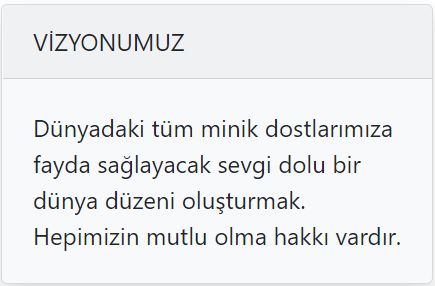 VİZYONUMUZ
Dünyadaki tüm minik dostlarımıza
fayda sağlayacak sevgi dolu bir
dünya düzeni oluşturmak.
Hepimizin mutlu olma hakkı vardır.